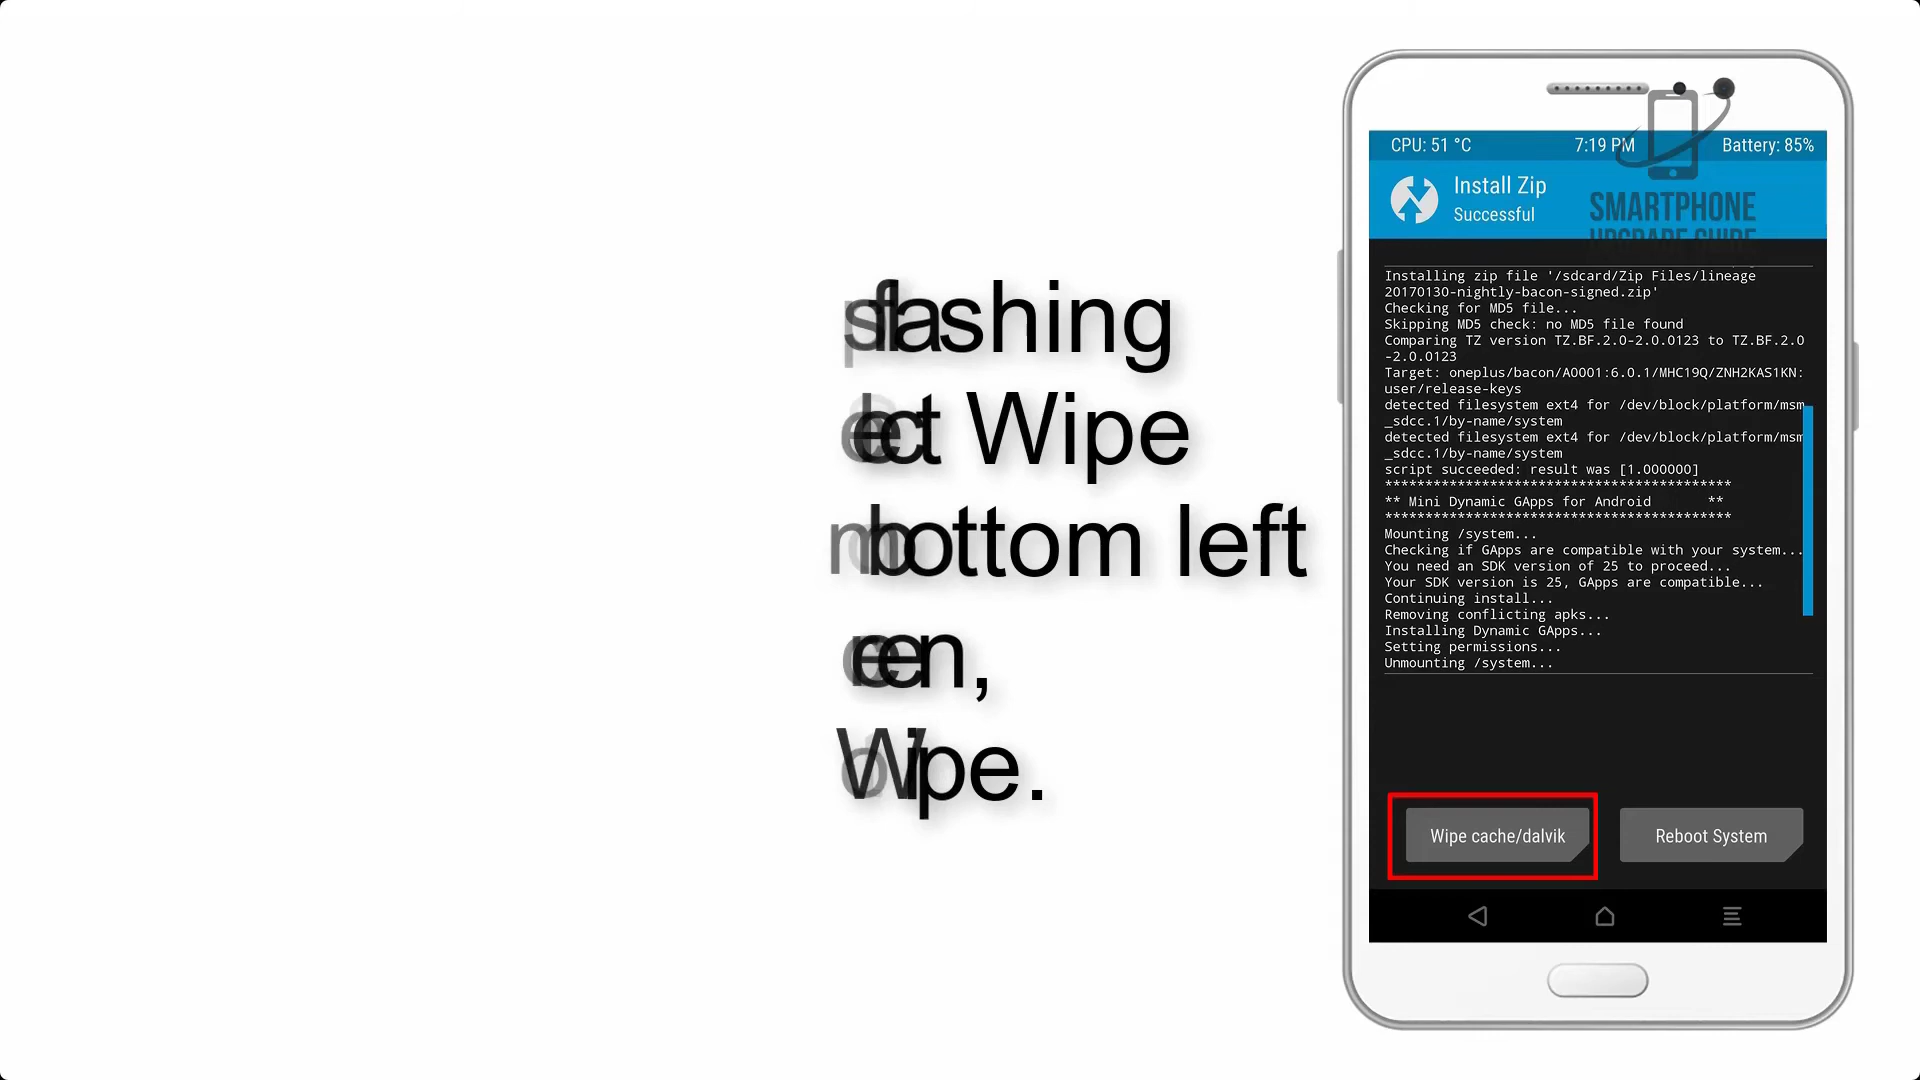 flashing
Wipe
bottom left
Wipe.
CPU: 51 °C 7:19 PM Battery: 85%
Install Zip
Successful
SMARTPHONE
UPGRADE GUIDE
Installing zip file '/sdcard/Zip Files/lineage
20170130-nightly-bacon-signed.zip'
Checking for MD5 file...
Skipping MD5 check: no MD5 file found
Comparing TZ version TZ.BF.2.0-2.0.0123 to TZ.BF.2.0
-2.0.0123
Target: oneplus/bacon/A0001:6.0.1/MHC19Q/ZNH2KAS1KN:
user/release-keys
detected filesystem ext4 for /dev/block/platform/msm
_sdcc.1/by-name/system
detected filesystem ext4 for /dev/block/platform/msm
_sdcc.1/by-name/system
script succeeded: result was [1.000000]
*******************************************
** Mini Dynamic GApps for Android **
*******************************************
Mounting /system...
Checking if GApps are compatible with your system...
You need an SDK version of 25 to proceed...
Your SDK version is 25, GApps are compatible...
Continuing install...
Removing conflicting apks...
Installing Dynamic GApps...
Setting permissions...
Unmounting /system...
Wipe cache/dalvik Reboot System